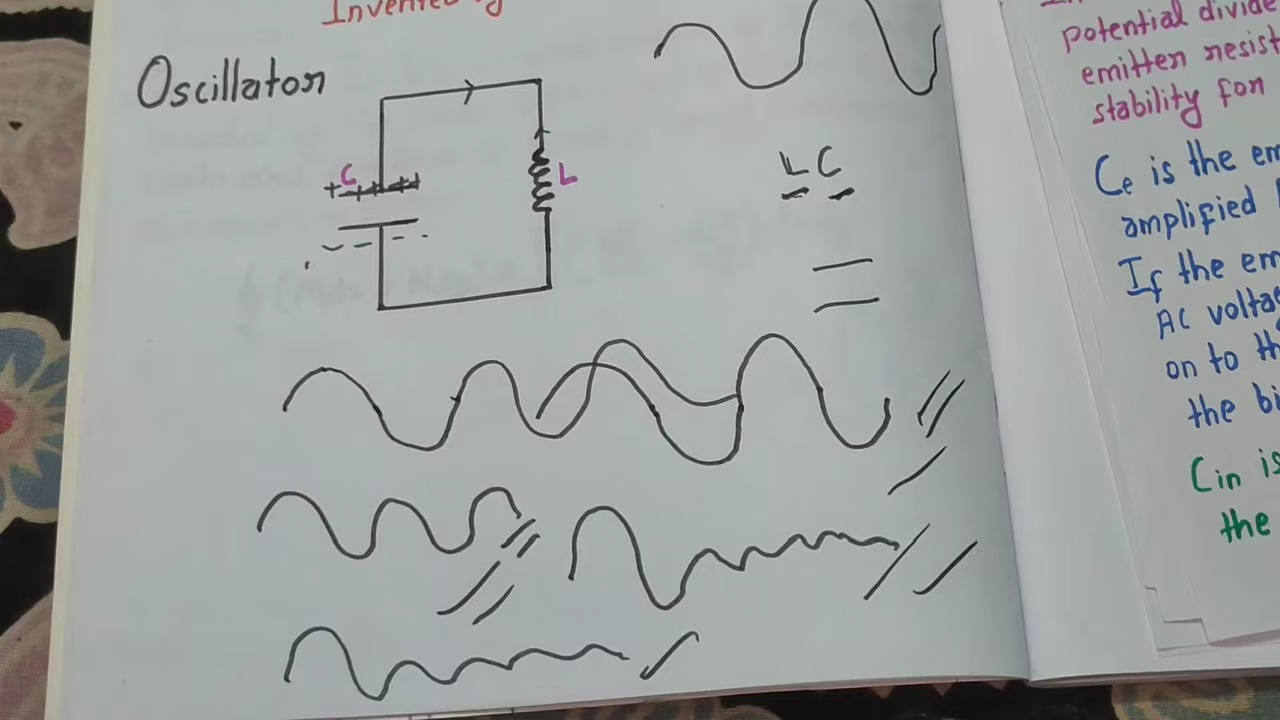 Invented
Oscillator
C
L
L C
potential divide
emitter resist
stability for
Ce is the em
amplified
If the em
AC volta
on to th
the bi
Cin is
the